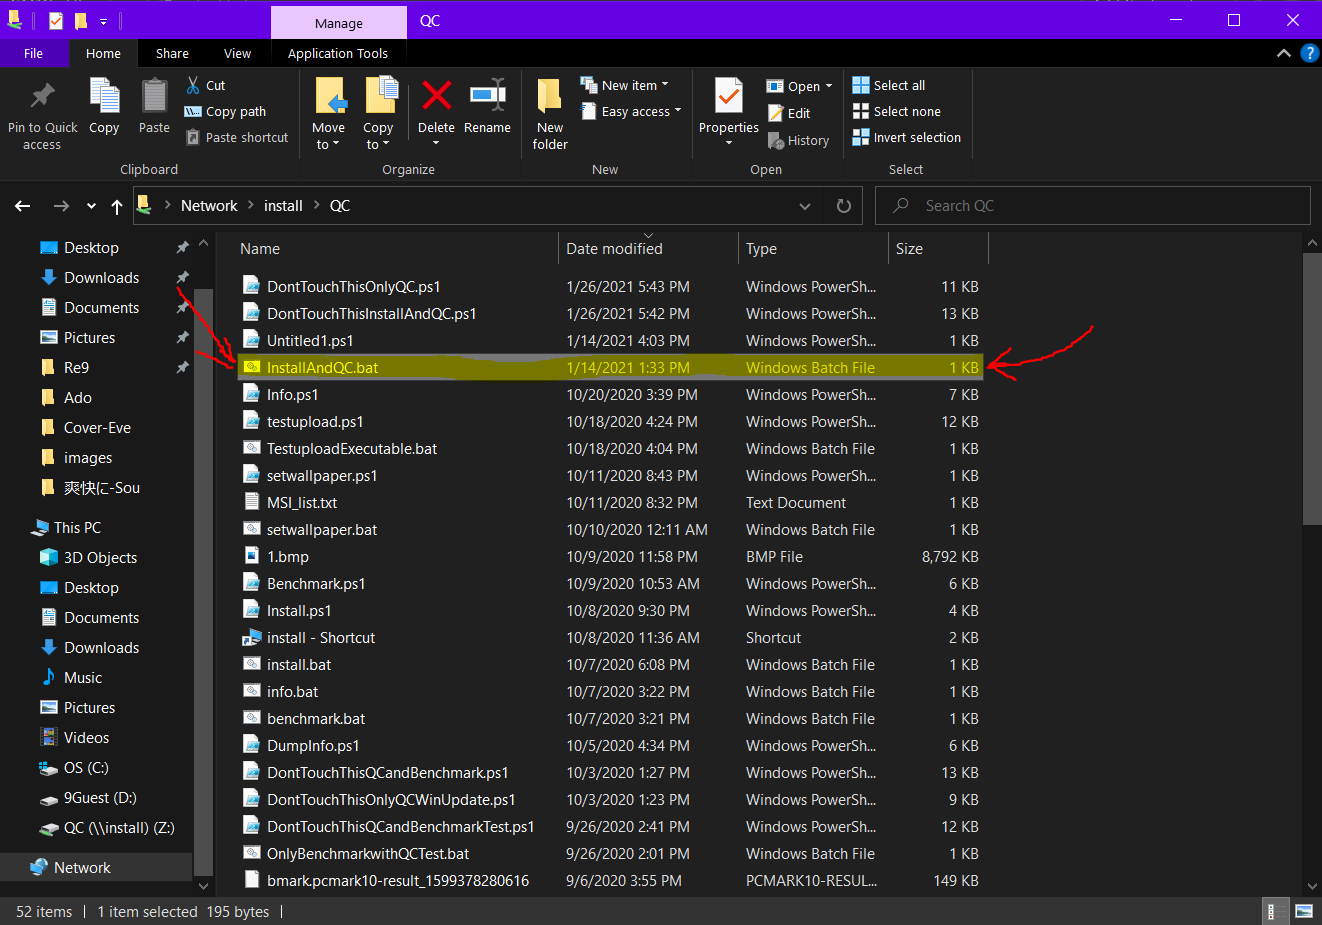 Manage
QC
File
Home
Share
View
Application Tools
Pin to Quick access
Copy
Paste
Cut
Copy path
Paste shortcut
Clipboard
Move to
Copy to
Delete
Rename
Organize
New folder
New item
Easy access
New
Properties
Open
Edit
History
Open
Select all
Select none
Invert selection
Select
Network > install > QC
Search QC
Desktop
Downloads
Documents
Pictures
Re9
Ado
Cover-Eve
images
爽快に-Sou
This PC
3D Objects
Desktop
Documents
Downloads
Music
Pictures
Videos
OS (C:)
9Guest (D:)
QC (\\install) (Z:)
Network
Name Date modified Type Size
DontTouchThisOnlyQC.ps1 1/26/2021 5:43 PM Windows PowerSh... 11 KB
DontTouchThisInstallAndQC.ps1 1/26/2021 5:42 PM Windows PowerSh... 13 KB
Untitled1.ps1 1/14/2021 4:03 PM Windows PowerSh... 1 KB
InstallAndQC.bat 1/14/2021 1:33 PM Windows Batch File 1 KB
Info.ps1 10/20/2020 3:39 PM Windows PowerSh... 7 KB
testupload.ps1 10/18/2020 4:24 PM Windows PowerSh... 12 KB
TestuploadExecutable.bat 10/18/2020 4:04 PM Windows Batch File 1 KB
setwallpaper.ps1 10/11/2020 8:43 PM Windows PowerSh... 1 KB
MSI_list.txt 10/11/2020 8:32 PM Text Document 1 KB
setwallpaper.bat 10/10/2020 12:11 AM Windows Batch File 1 KB
1.bmp 10/9/2020 11:58 PM BMP File 8,792 KB
Benchmark.ps1 10/9/2020 10:53 AM Windows PowerSh... 6 KB
Install.ps1 10/8/2020 9:30 PM Windows PowerSh... 4 KB
install - Shortcut 10/8/2020 11:36 AM Shortcut 2 KB
install.bat 10/7/2020 6:08 PM Windows Batch File 1 KB
info.bat 10/7/2020 3:22 PM Windows Batch File 1 KB
benchmark.bat 10/7/2020 3:21 PM Windows Batch File 1 KB
DumpInfo.ps1 10/5/2020 4:34 PM Windows PowerSh... 6 KB
DontTouchThisQCandBenchmark.ps1 10/3/2020 1:27 PM Windows PowerSh... 13 KB
DontTouchThisOnlyQCWinUpdate.ps1 10/3/2020 1:23 PM Windows PowerSh... 9 KB
DontTouchThisQCandBenchmarkTest.ps1 9/26/2020 2:41 PM Windows PowerSh... 12 KB
OnlyBenchmarkwithQCTest.bat 9/26/2020 2:01 PM Windows Batch File 1 KB
bmark.pcmark10-result_1599378280616 9/6/2020 3:55 PM PCMARK10-RESUL... 149 KB
52 items 1 item selected 195 bytes